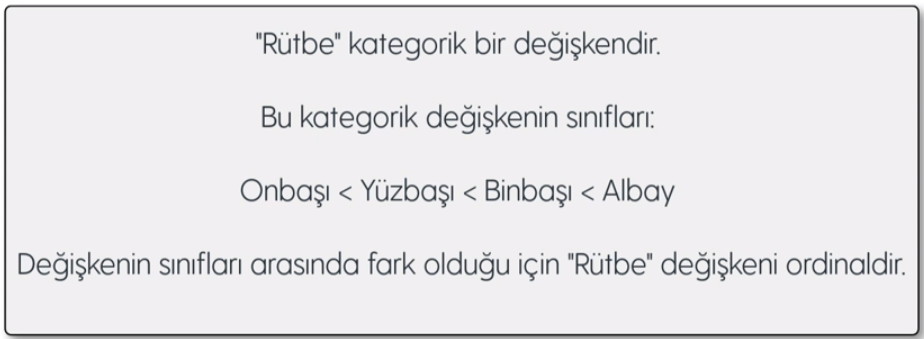 "Rütbe" kategorik bir değişkendir.
Bu kategorik değişkenin sınıfları:
Onbaşı < Yüzbaşı < Binbaşı < Albay
Değişkenin sınıfları arasında fark olduğu için "Rütbe" değişkeni ordinaldir.